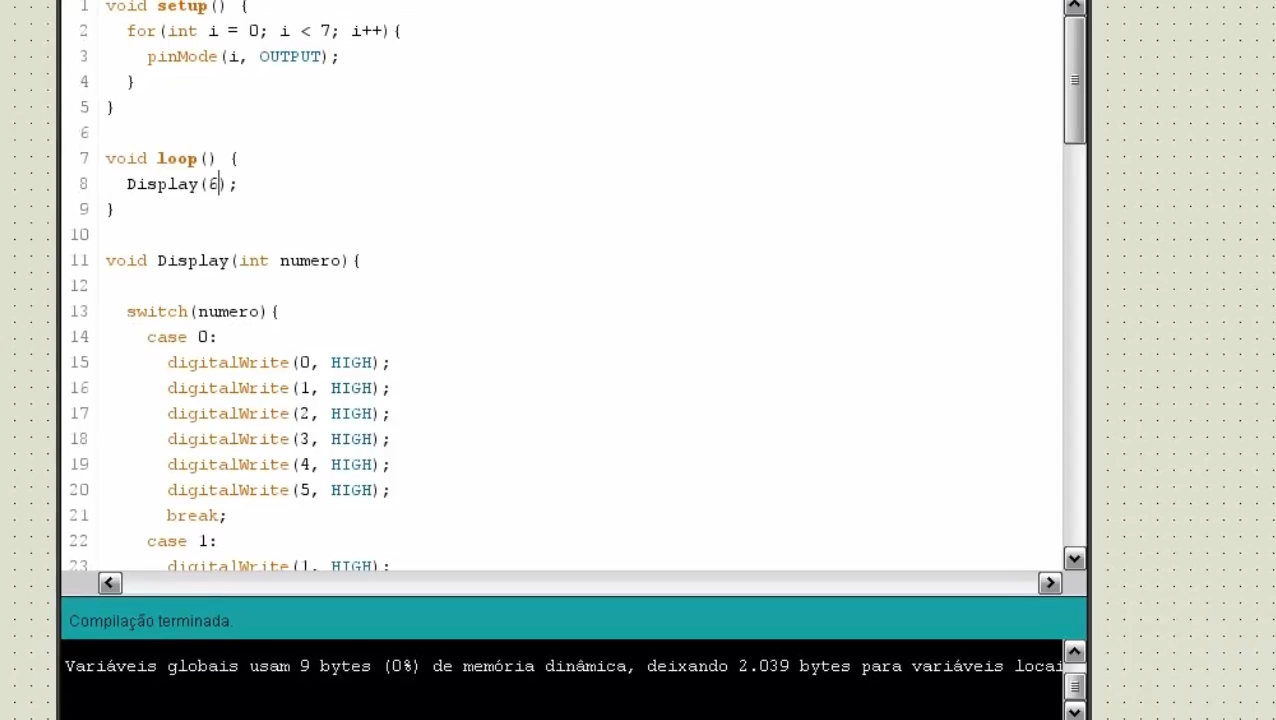 1 void setup() {
2 for(int i = 0; i < 7; i++){
3 pinMode(i, OUTPUT);
4 }
5 }
6
7 void loop() {
8 Display(6);
9 }
10
11 void Display(int numero){
12
13 switch(numero){
14 case 0:
15 digitalWrite(0, HIGH);
16 digitalWrite(1, HIGH);
17 digitalWrite(2, HIGH);
18 digitalWrite(3, HIGH);
19 digitalWrite(4, HIGH);
20 digitalWrite(5, HIGH);
21 break;
22 case 1:
23 digitalWrite(1, HIGH);
Compilação terminada.
Variáveis globais usam 9 bytes (0%) de memória dinâmica, deixando 2.039 bytes para variáveis locai